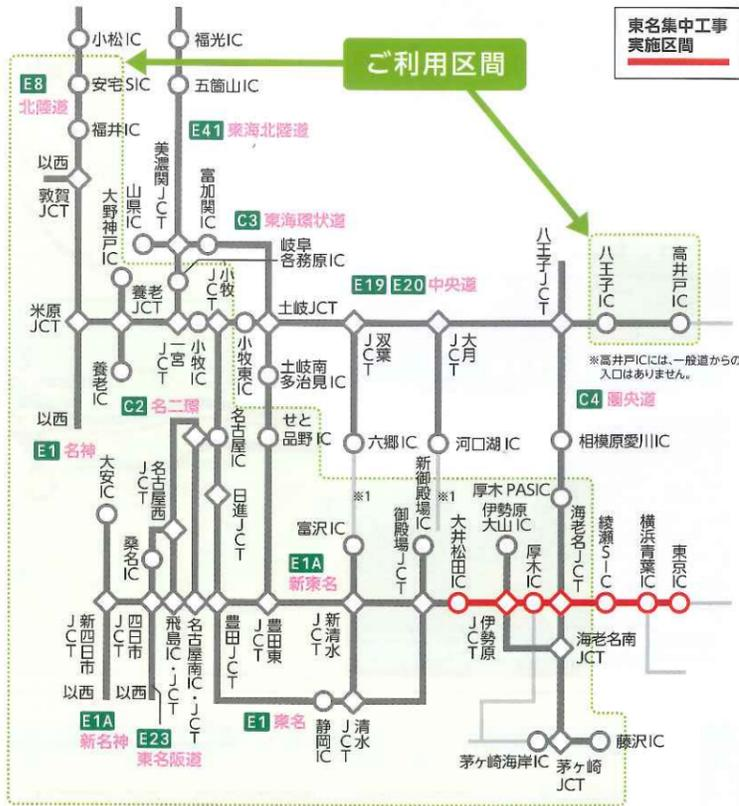 東名集中工事
実施区間
ご利用区間
小松IC
福光IC
E8
北陸道
安宅SIC
五箇山IC
福井IC
E41 東海北陸道
以西
敦賀JCT
大野神戸IC
山県IC
美濃関JCT
富加関IC
C3 東海環状道
岐阜
各務原IC
八王子JCT
八王子IC
高井戸IC
米原
JCT
養老
JCT
小牧JCT
土岐JCT
E19 E20 中央道
養老IC
一宮JCT
小牧IC
小牧東IC
双葉JCT
大月JCT
※高井戸ICには、一般道からの
入口はありません。
土岐南
多治見IC
C4 圏央道
以西
E1 名神
C2 名二環
名古屋IC
せと
品野IC
六郷IC
河口湖IC
相模原愛川IC
大安IC
名古屋西JCT
日進JCT
※1
※1
新御殿場IC
厚木PASIC
桑名IC
富沢IC
御殿場JCT
大井松田IC
伊勢原
大山IC
厚木IC
海老名JCT
綾瀬SIC
横浜青葉IC
東京IC
E1A
新東名
新四日市JCT
四日市JCT
飛島IC・JCT
名古屋南IC・JCT
豊田JCT
豊田東JCT
新清水JCT
伊勢原JCT
海老名南
JCT
以西
以西
E1A
新名神
E23
東名阪道
E1 東名
静岡IC
清水JCT
茅ヶ崎海岸IC
茅ヶ崎
JCT
藤沢IC